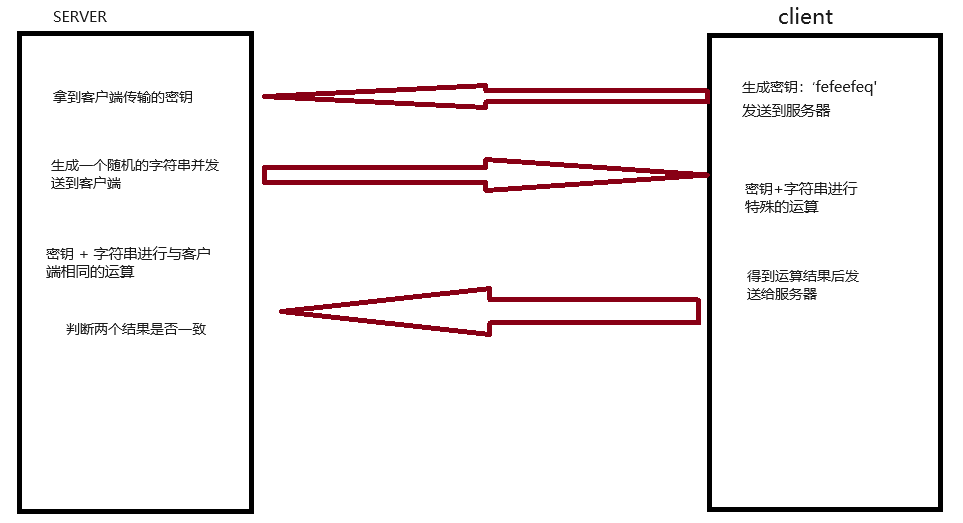 SERVER
拿到客户端传输的密钥
生成一个随机的字符串并发
送到客户端
密钥 + 字符串进行与客户
端相同的运算
判断两个结果是否一致
client
生成密钥：'fefeefeq'
发送到服务器
密钥+字符串进行
特殊的运算
得到运算结果后发
送给服务器